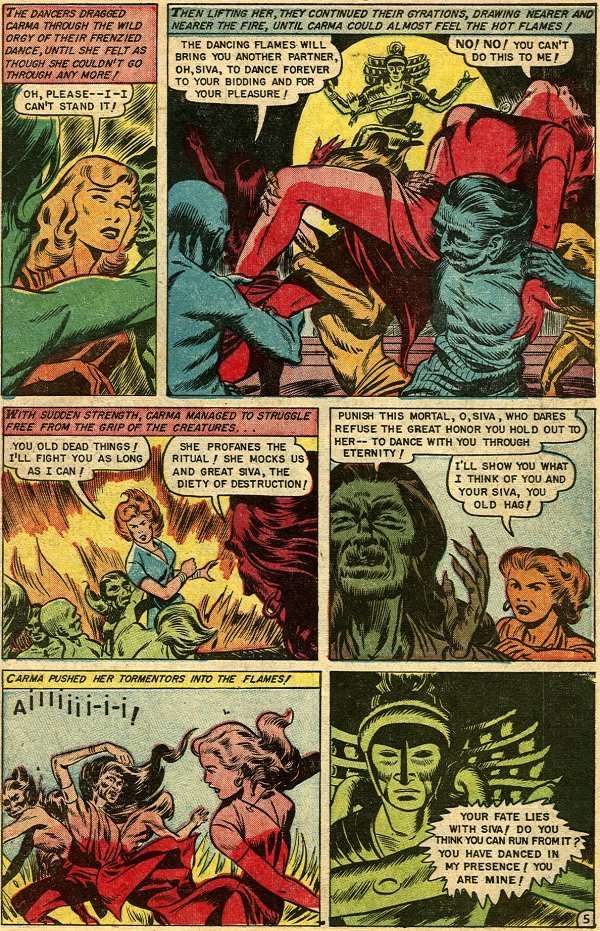 THE DANCERS DRAGGED
CARMA THROUGH THE WILD
ORGY OF THEIR FRENZIED
DANCE, UNTIL SHE FELT AS
THOUGH SHE COULDN'T GO
THROUGH ANY MORE!
OH, PLEASE--I-I
CAN'T STAND IT!
THEN LIFTING HER, THEY CONTINUED THEIR GYRATIONS, DRAWING NEARER AND
NEARER THE FIRE, UNTIL CARMA COULD ALMOST FEEL THE HOT FLAMES!
THE DANCING FLAMES WILL
BRING YOU ANOTHER PARTNER,
OH, SIVA, TO DANCE FOREVER
TO YOUR BIDDING AND FOR
YOUR PLEASURE!
NO! NO! YOU CAN'T
DO THIS TO ME!
WITH SUDDEN STRENGTH, CARMA MANAGED TO STRUGGLE
FREE FROM THE GRIP OF THE CREATURES...
YOU OLD DEAD THINGS!
I'LL FIGHT YOU AS LONG
AS I CAN!
SHE PROFANES THE
RITUAL! SHE MOCKS US
AND GREAT SIVA, THE
DIETY OF DESTRUCTION!
PUNISH THIS MORTAL, O, SIVA, WHO DARES
REFUSE THE GREAT HONOR YOU HOLD OUT TO
HER-- TO DANCE WITH YOU THROUGH
ETERNITY!
I'LL SHOW YOU WHAT
I THINK OF YOU AND
YOUR SIVA, YOU
OLD HAG!
CARMA PUSHED HER TORMENTORS INTO THE FLAMES!
AiIIiiii-i-i!
YOUR FATE LIES
WITH SIVA! DO YOU
THINK YOU CAN RUN FROM IT?
YOU HAVE DANCED IN
MY PRESENCE! YOU
ARE MINE!
5